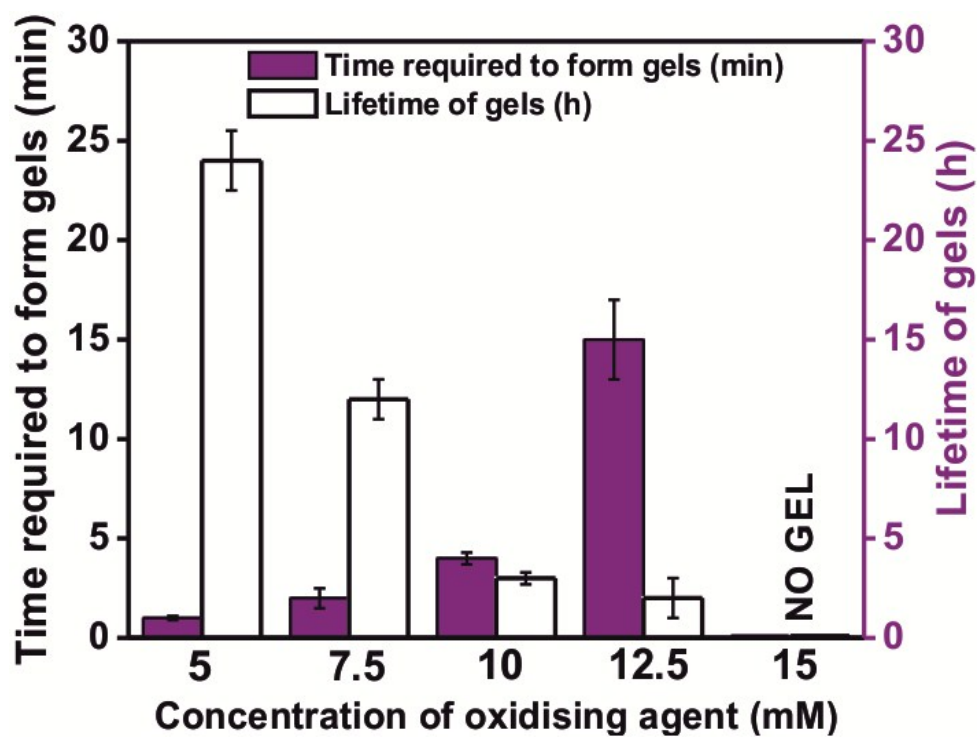 Time required to form gels (min)
30
25
20
15
10
5
0
Time required to form gels (min)
Lifetime of gels (h)
NO GEL
30
25
20
15
10
5
0
Lifetime of gels (h)
5 7.5 10 12.5 15
Concentration of oxidising agent (mM)